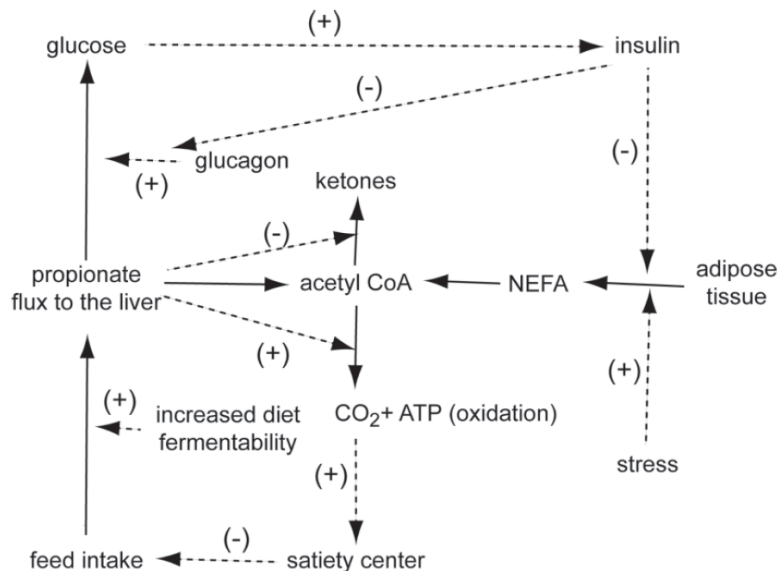 (+)
glucose
insulin
(-)
glucagon
(+)
(-)
ketones
(-)
propionate
flux to the liver
acetyl CoA
NEFA
adipose
tissue
(+)
(+)
(+)
increased diet
fermentability
CO2+ ATP (oxidation)
(+)
stress
(-)
feed intake
satiety center